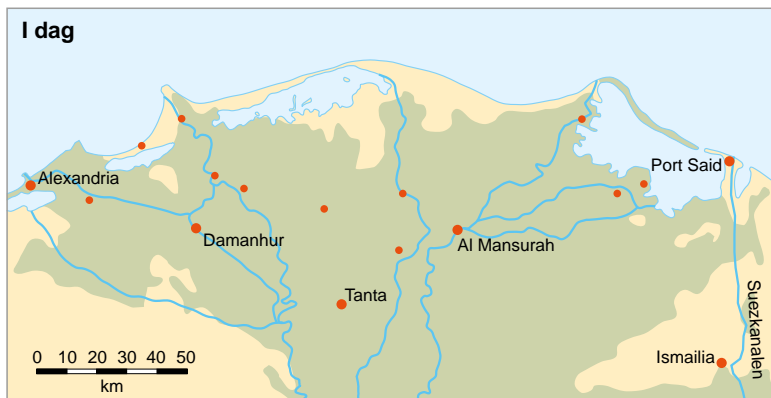 I dag
Port Said
Alexandria
Damanhur
Al Mansurah
Tanta
Suezkanalen
Ismailia
0 10 20 30 40 50
km